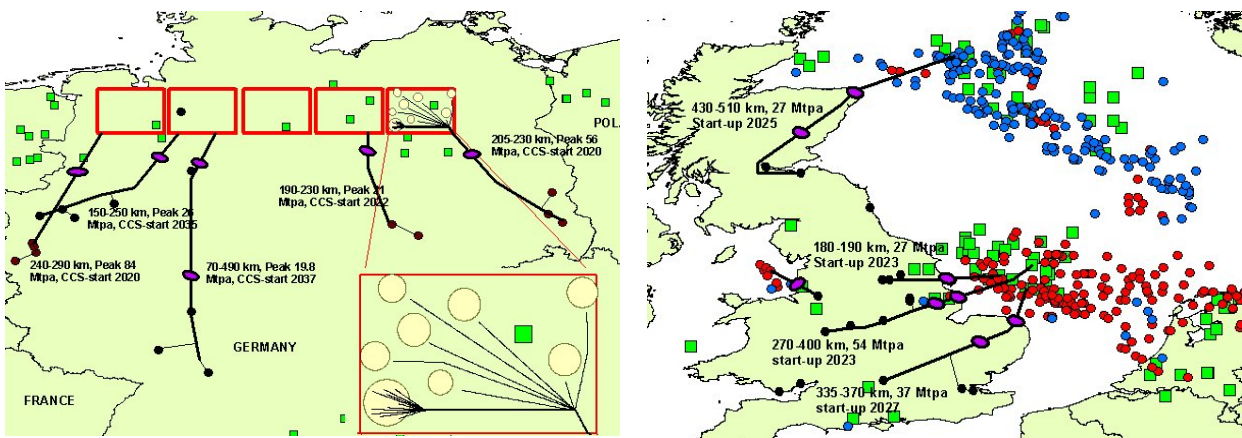 POL
205-230 km, Peak 56
Mtpa, CCS-start 2020
190-230 km, Peak 21
Mtpa, CCS-start 2022
150-250 km, Peak 26
Mtpa, CCS-start 2035
240-290 km, Peak 84
Mtpa, CCS-start 2020
70-490 km, Peak 19.8
Mtpa, CCS-start 2037
GERMANY
FRANCE
430-510 km, 27 Mtpa
Start-up 2025
180-190 km, 27 Mtpa
Start-up 2023
270-400 km, 54 Mtpa
start-up 2023
335-370 km, 37 Mtpa
start-up 2027